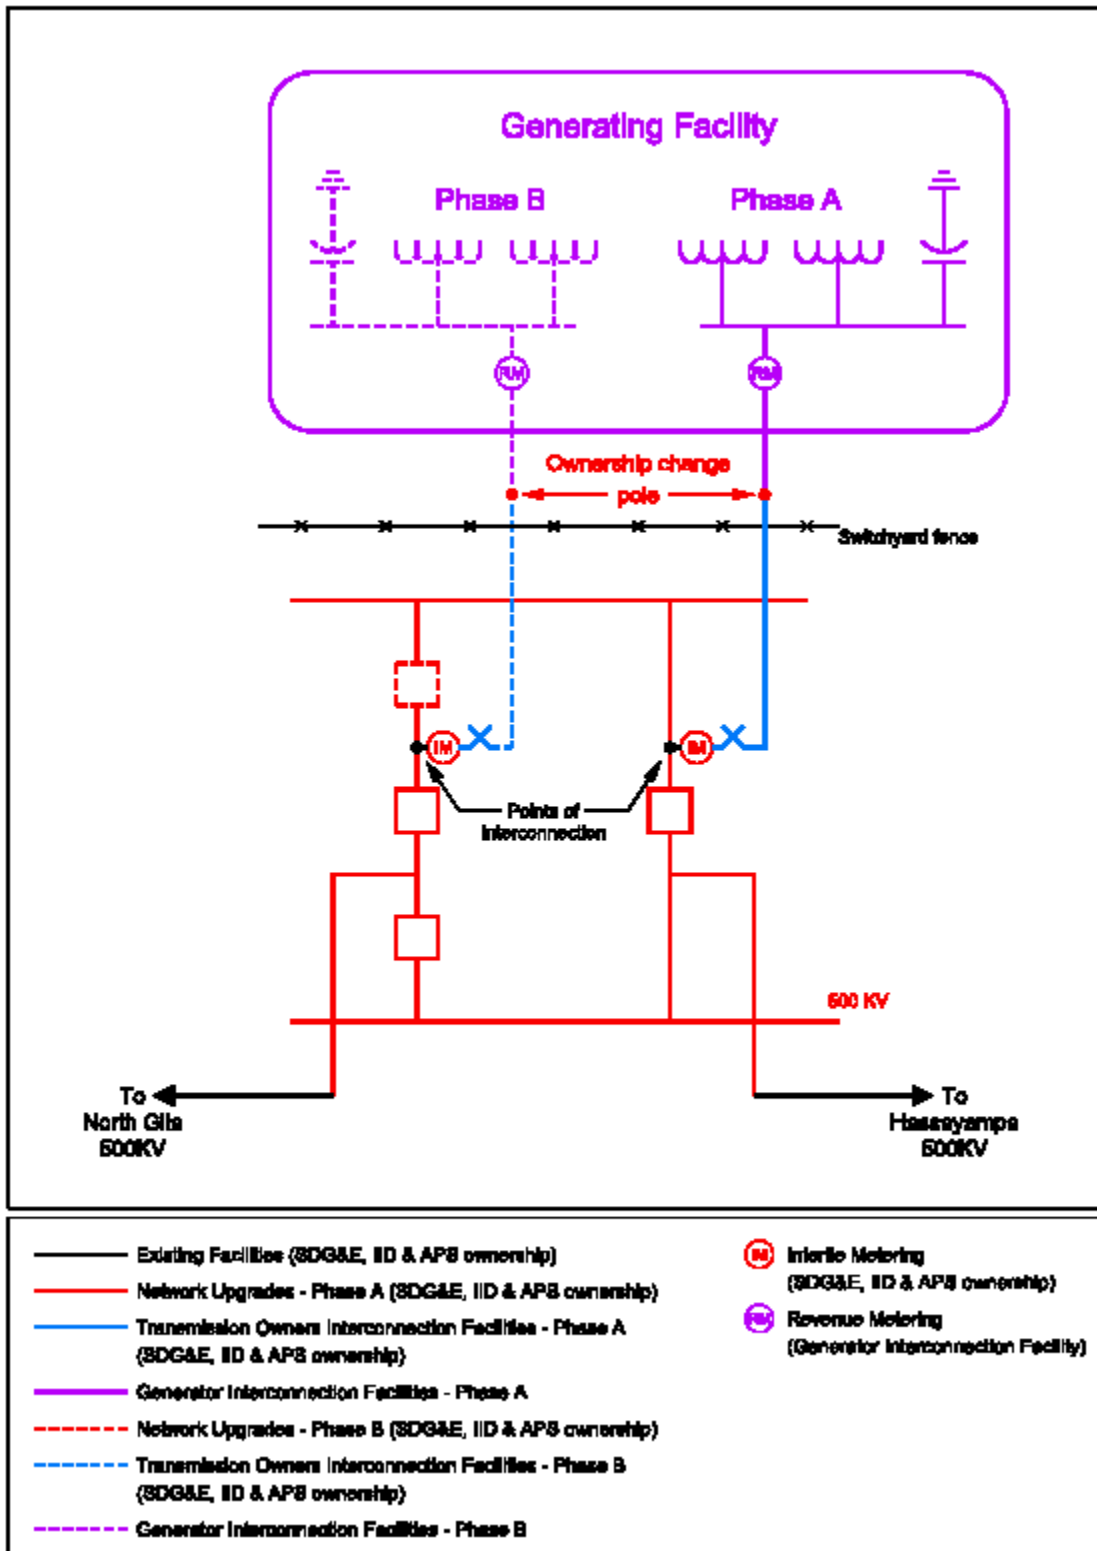 Generating Facility
Phase B
Phase A
RM
RM
Ownership change
pole
Switchyard fence
IM
IM
Points of
Interconnection
500 KV
To
North Gila
500KV
To
Hassayampa
500KV
Existing Facilities (SDG&E, IID & APS ownership)
Network Upgrades - Phase A (SDG&E, IID & APS ownership)
Transmission Owners Interconnection Facilities - Phase A
(SDG&E, IID & APS ownership)
Generator Interconnection Facilities - Phase A
Network Upgrades - Phase B (SDG&E, IID & APS ownership)
Transmission Owners Interconnection Facilities - Phase B
(SDG&E, IID & APS ownership)
Generator Interconnection Facilities - Phase B
IM Intertie Metering
(SDG&E, IID & APS ownership)
RM Revenue Metering
(Generator Interconnection Facility)